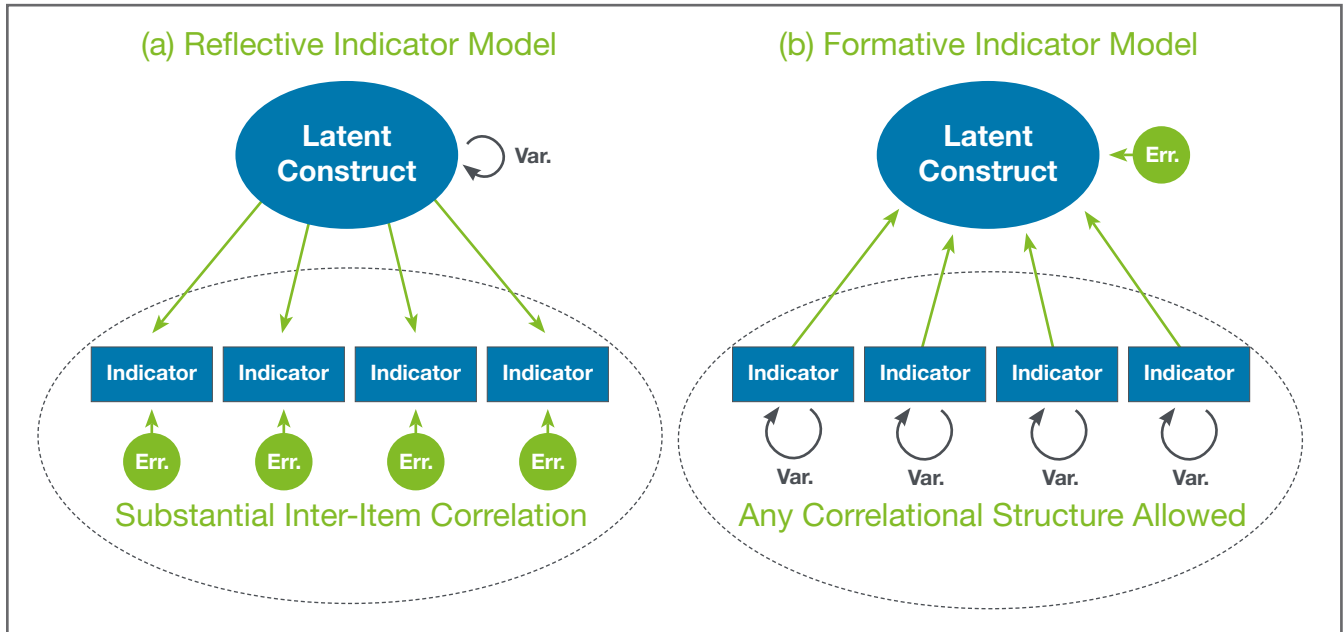 (a) Reflective Indicator Model
Latent
Construct
Var.
Indicator
Indicator
Indicator
Indicator
Err.
Err.
Err.
Err.
Substantial Inter-Item Correlation
(b) Formative Indicator Model
Latent
Construct
Err.
Indicator
Indicator
Indicator
Indicator
Var.
Var.
Var.
Var.
Any Correlational Structure Allowed